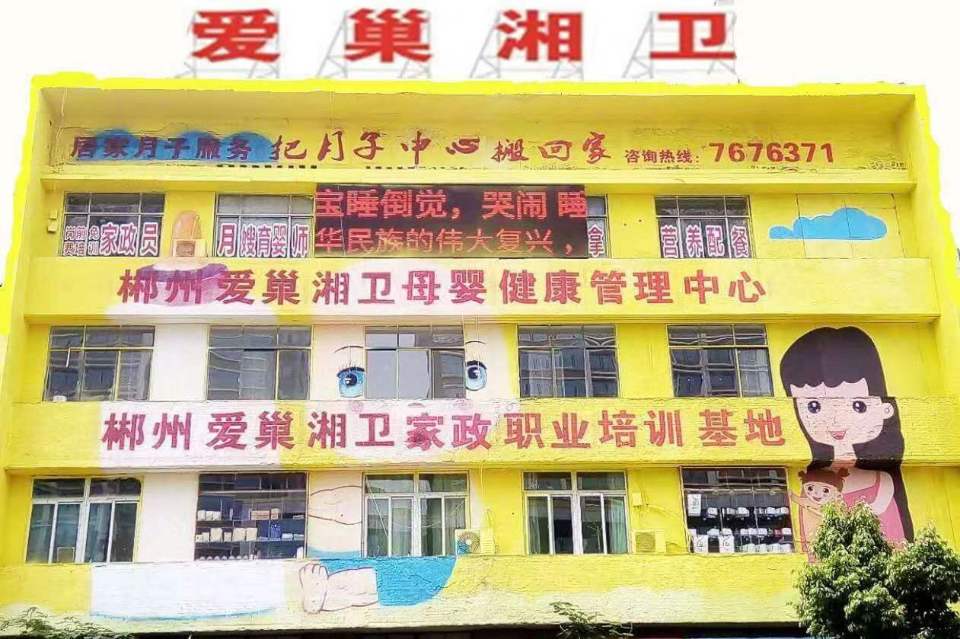 爱巢湘卫
居家月子服务 把月子中心搬回家 咨询热线：7676371
宝睡倒觉，哭闹 睡
华民族的伟大复兴，
家政员
月嫂育婴师
拿
营养配餐
郴州爱巢湘卫母婴健康管理中心
郴州爱巢湘卫家政职业培训基地